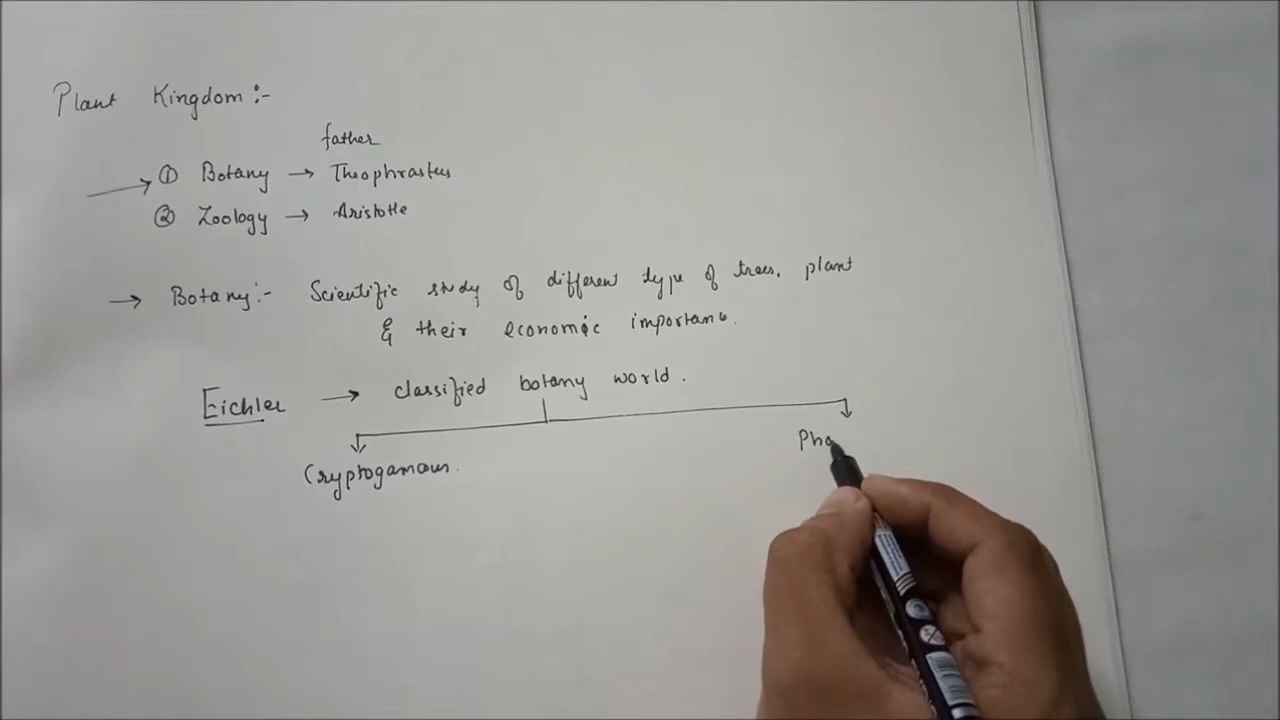 Plant Kingdom :-
father
① Botany → Theophrastus
② Zoology → Aristotle
→ Botany :- Scientific study of different type of trees, plant
& their economic importance.
Eichler → classified botany world.
Cryptogamous.
Pha